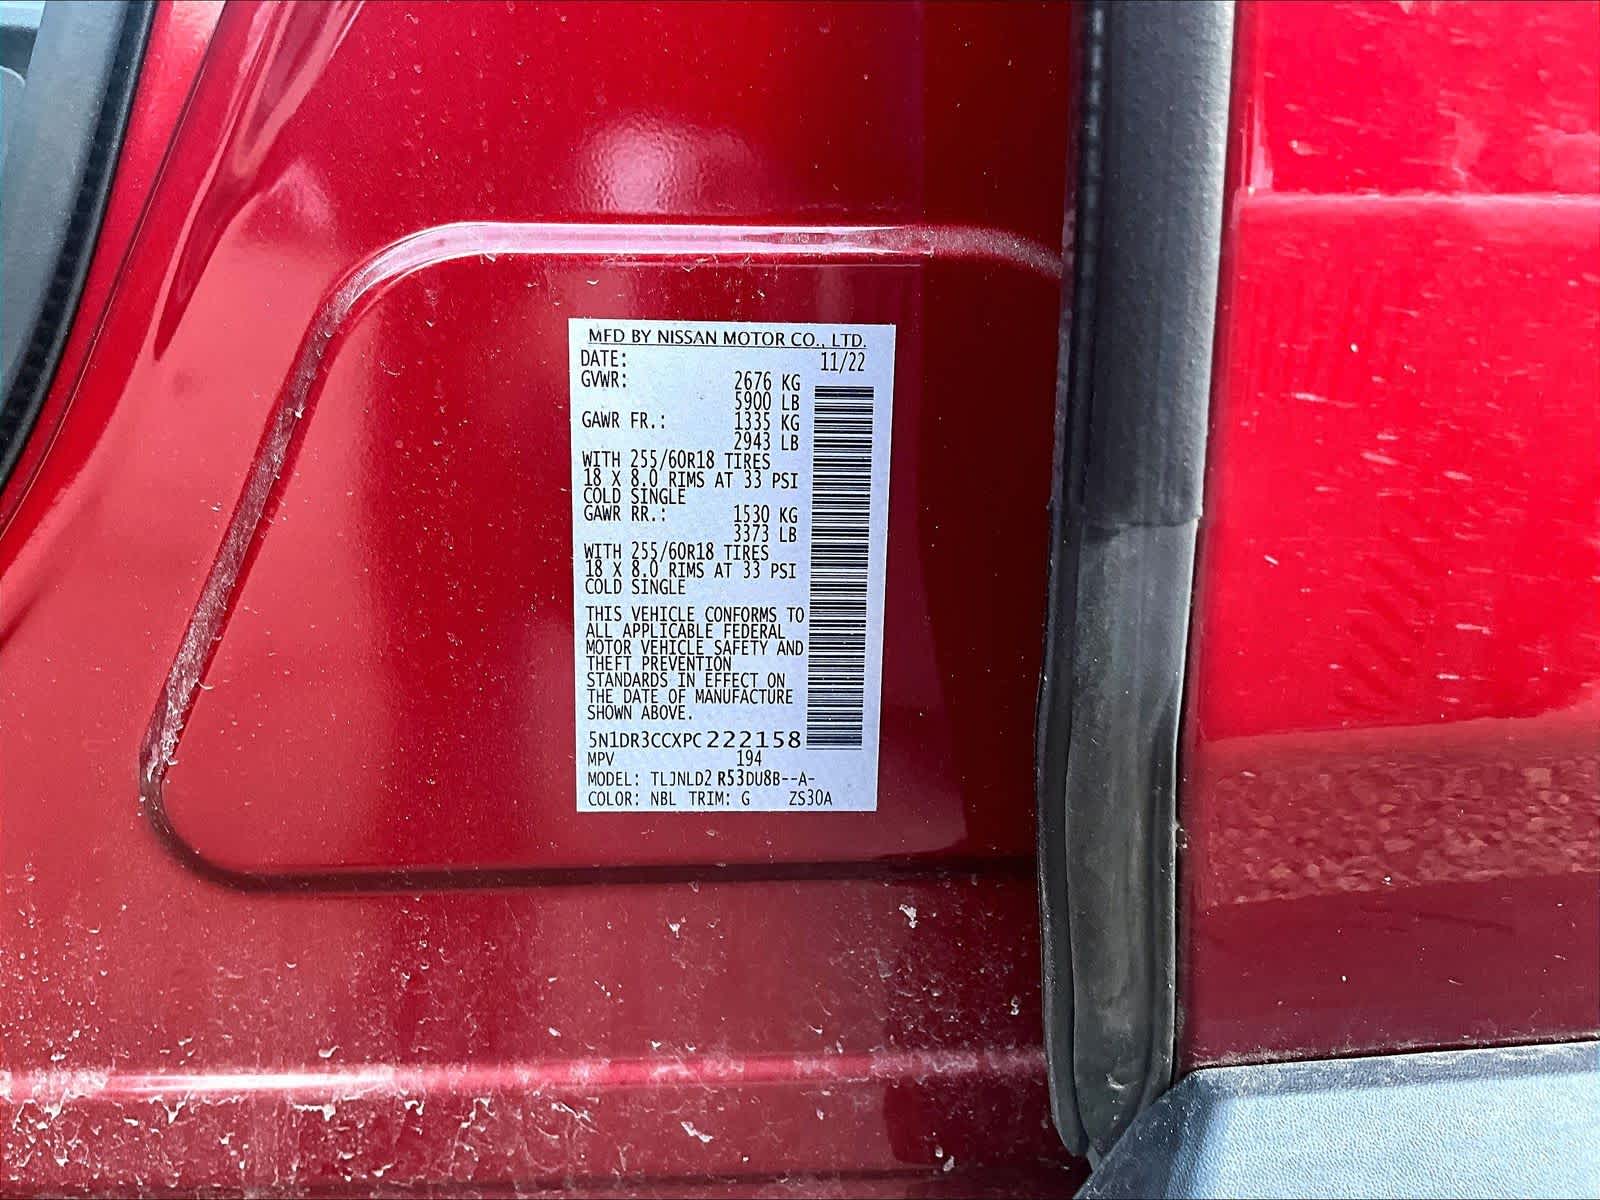 MFD BY NISSAN MOTOR CO., LTD.
DATE: 11/22
GVWR: 2676 KG
5900 LB
GAWR FR.: 1335 KG
2943 LB
WITH 255/60R18 TIRES
18 X 8.0 RIMS AT 33 PSI
COLD SINGLE
GAWR RR.: 1530 KG
3373 LB
WITH 255/60R18 TIRES
18 X 8.0 RIMS AT 33 PSI
COLD SINGLE
THIS VEHICLE CONFORMS TO
ALL APPLICABLE FEDERAL
MOTOR VEHICLE SAFETY AND
THEFT PREVENTION
STANDARDS IN EFFECT ON
THE DATE OF MANUFACTURE
SHOWN ABOVE.
5N1DR3CCXPC222158
MPV 194
MODEL: TLJNLD2 R53DU8B--A-
COLOR: NBL TRIM: G ZS30A